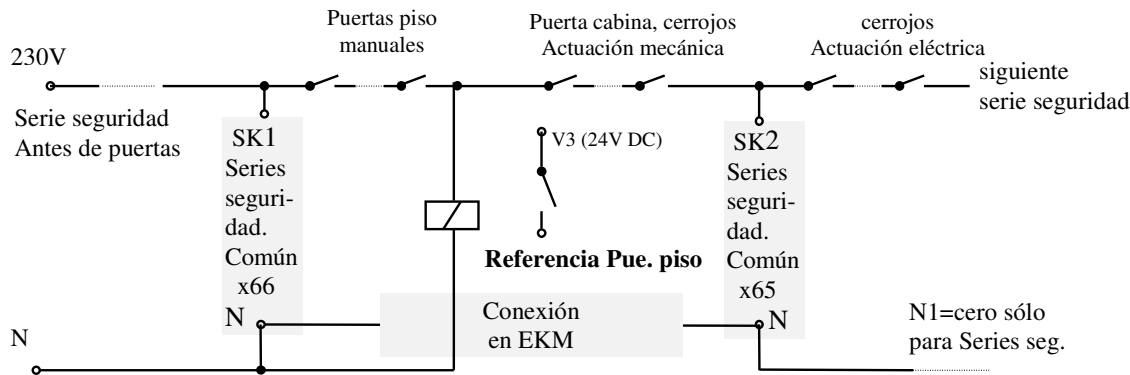 Puertas piso
manuales
Puerta cabina, cerrojos
Actuación mecánica
cerrojos
Actuación eléctrica
230V
siguiente
serie seguridad
Serie seguridad
Antes de puertas
SK1
Series
seguri-
dad.
Común
x66
N
V3 (24V DC)
Referencia Pue. piso
SK2
Series
seguri-
dad.
Común
x65
N
Conexión
en EKM
N1=cero sólo
para Series seg.
N